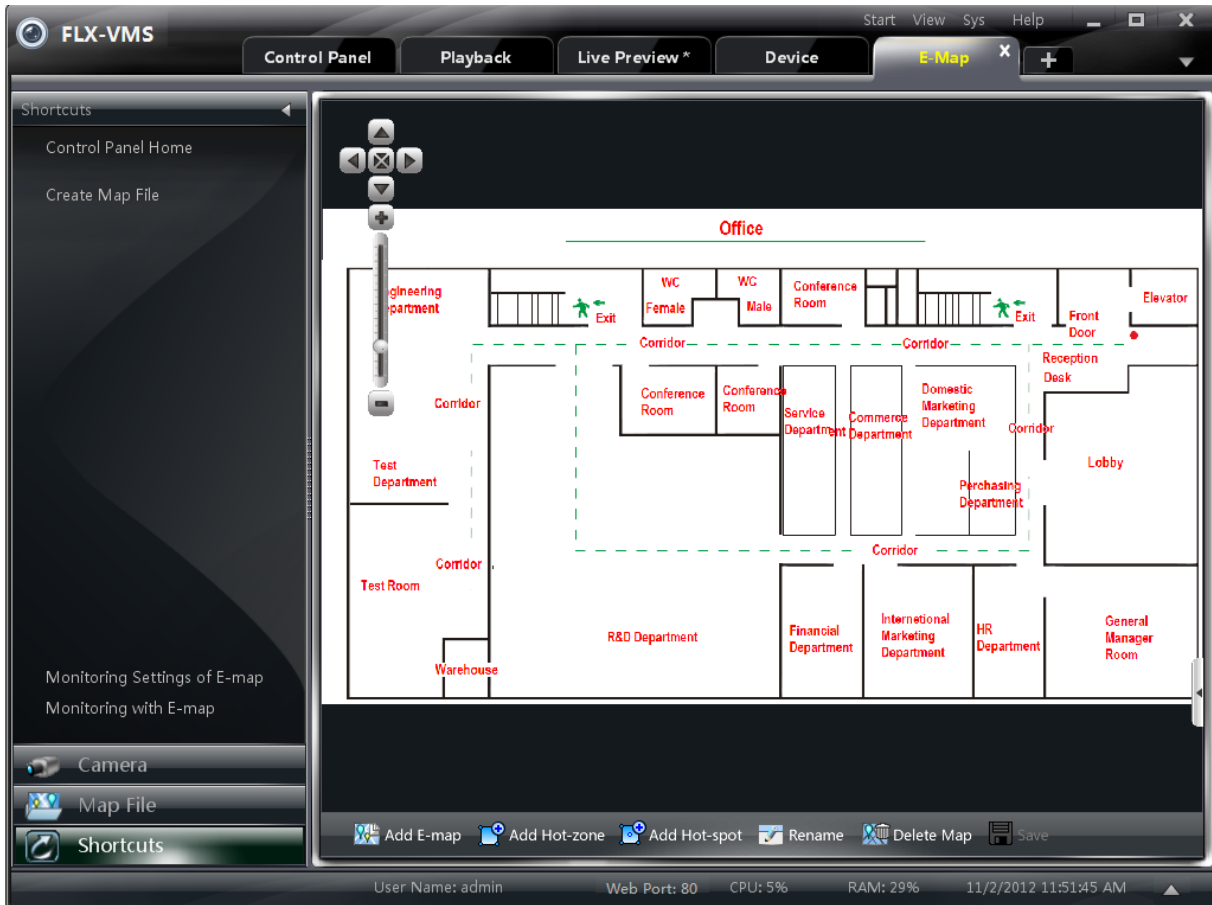 FLX-VMS
Start View Sys Help
Control Panel
Playback
Live Preview *
Device
E-Map
Shortcuts
Control Panel Home
Create Map File
Monitoring Settings of E-map
Monitoring with E-map
Camera
Map File
Shortcuts
Office
ngineering
partment
Exit
WC
Female
WC
Male
Conference
Room
Exit
Front
Door
Elevator
Corridor
Corridor
Reception
Desk
Corridor
Conference
Room
Conference
Room
Service
Department
Commerce
Department
Domestic
Marketing
Department
Corridor
Lobby
Test
Department
Perchasing
Department
Corridor
Corridor
Test Room
R&D Department
Financial
Department
Internetional
Marketing
Department
HR
Department
General
Manager
Room
Warehouse
Add E-map
Add Hot-zone
Add Hot-spot
Rename
Delete Map
Save
User Name: admin
Web Port: 80
CPU: 5%
RAM: 29%
11/2/2012 11:51:45 AM